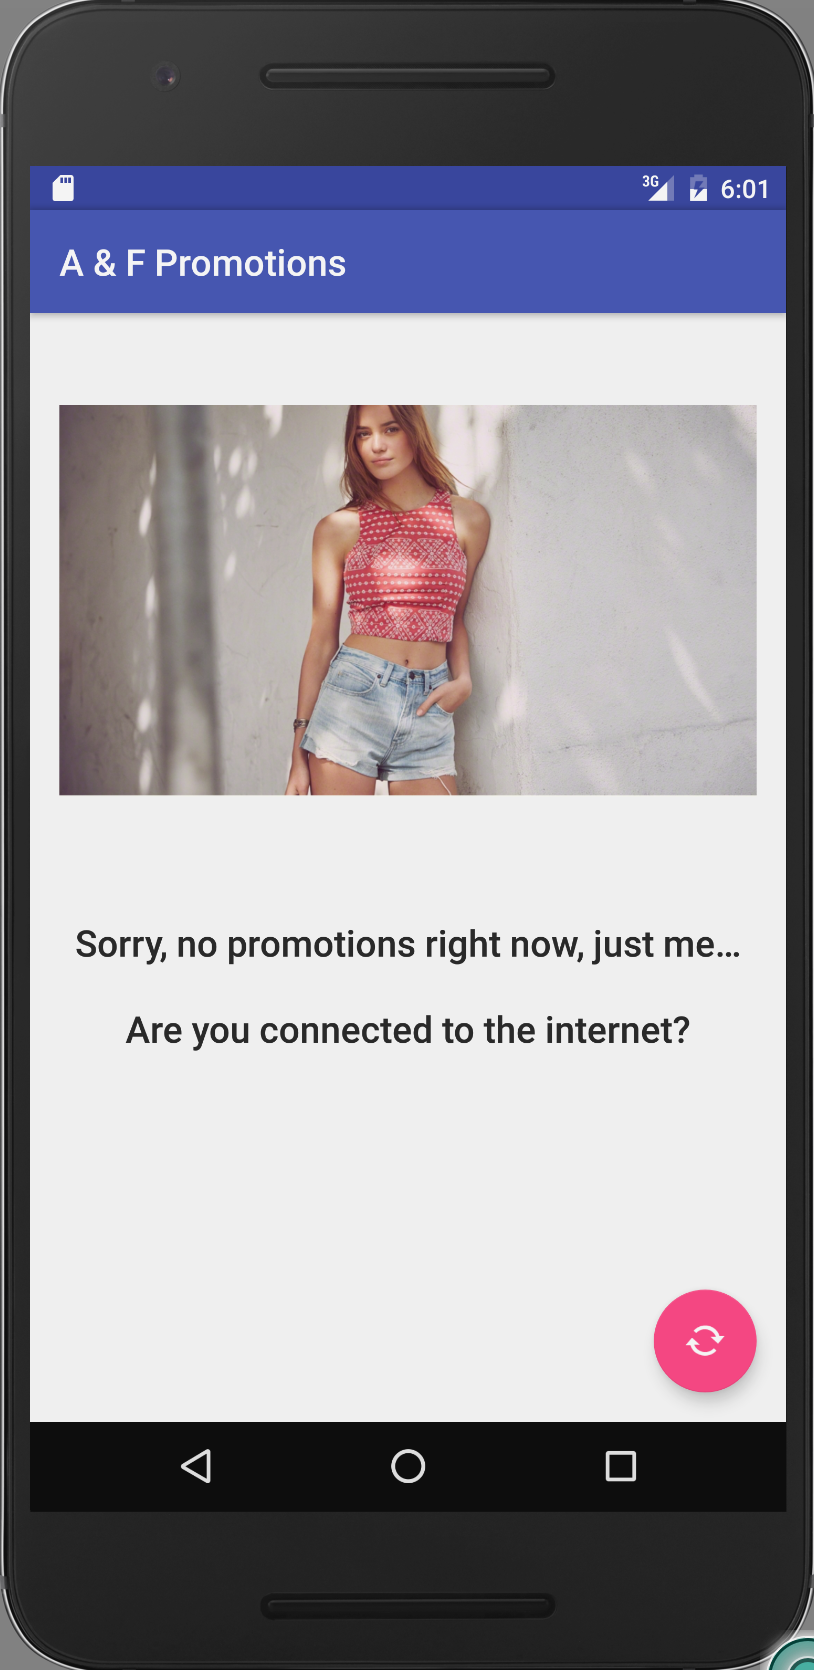 3G 6:01
A & F Promotions
Sorry, no promotions right now, just me...
Are you connected to the internet?